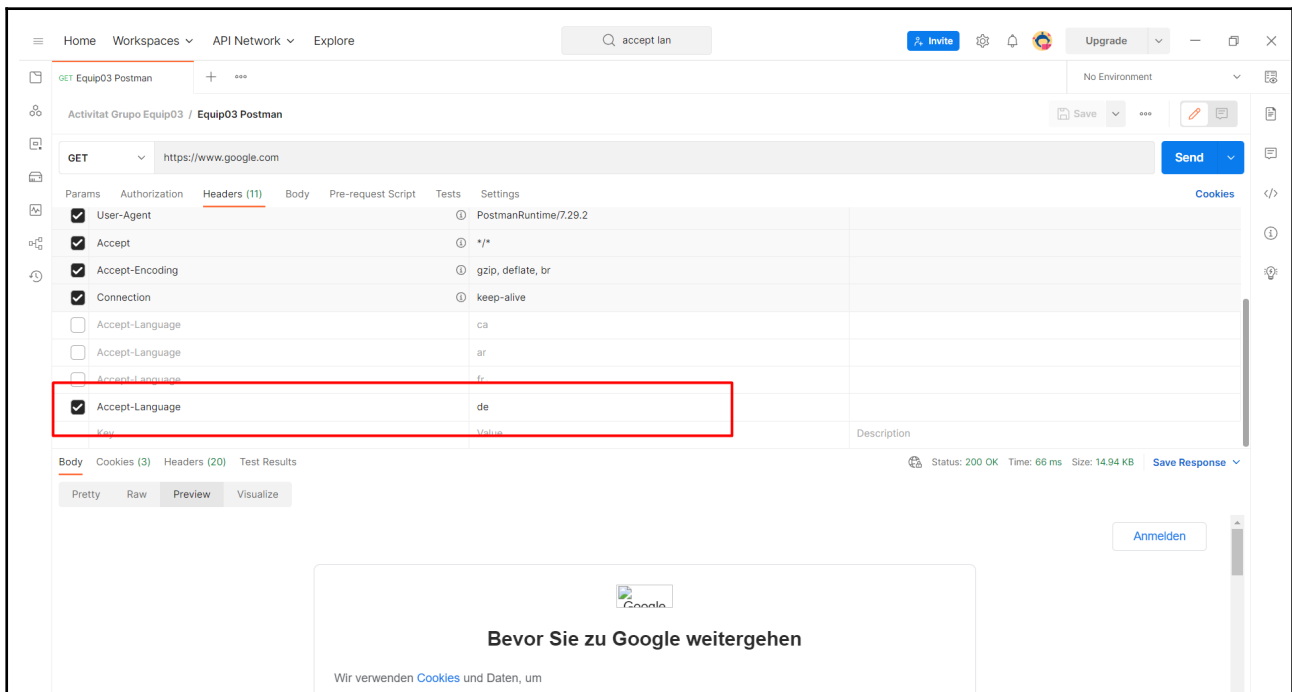 Home Workspaces API Network Explore accept lan Invite Upgrade
GET Equip03 Postman No Environment
Activitat Grupo Equip03 / Equip03 Postman Save
GET https://www.google.com Send
Params Authorization Headers (11) Body Pre-request Script Tests Settings Cookies
User-Agent PostmanRuntime/7.29.2
Accept */*
Accept-Encoding gzip, deflate, br
Connection keep-alive
Accept-Language ca
Accept-Language ar
Accept-Language fr
Accept-Language de
Key Value Description
Body Cookies (3) Headers (20) Test Results Status: 200 OK Time: 66 ms Size: 14.94 KB Save Response
Pretty Raw Preview Visualize
Anmelden
Google
Bevor Sie zu Google weitergehen
Wir verwenden Cookies und Daten, um